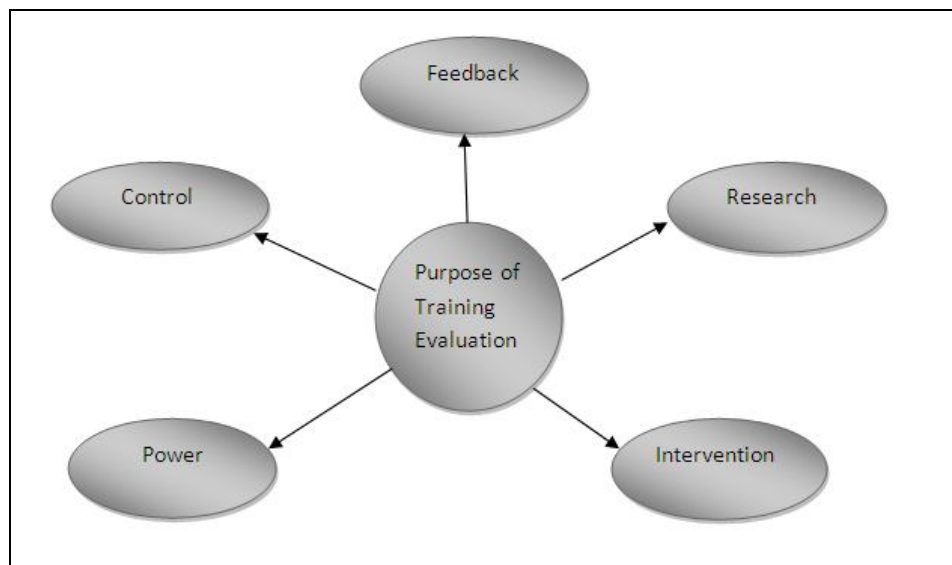 Feedback
Control
Research
Purpose of
Training
Evaluation
Power
Intervention